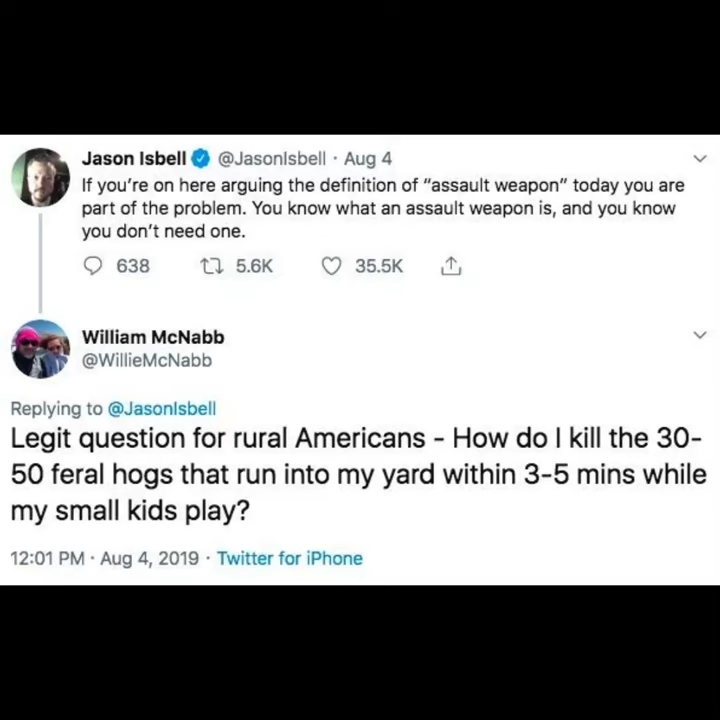 Jason Isbell @JasonIsbell · Aug 4
If you're on here arguing the definition of “assault weapon” today you are
part of the problem. You know what an assault weapon is, and you know
you don't need one.
638 5.6K 35.5K
William McNabb
@WillieMcNabb
Replying to @JasonIsbell
Legit question for rural Americans - How do I kill the 30-
50 feral hogs that run into my yard within 3-5 mins while
my small kids play?
12:01 PM · Aug 4, 2019 · Twitter for iPhone